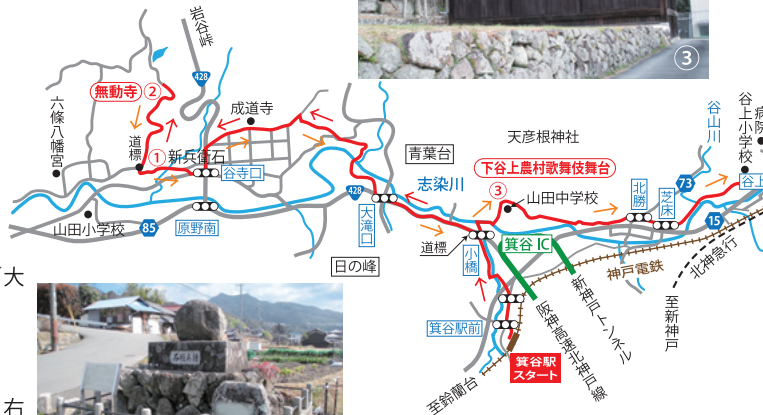 岩谷峠
428
③
無動寺 ②
成道寺
六條八幡宮
道標
① 新兵衛石
谷寺口
山田小学校
85
原野南
428
青葉台
志染川
大滝口
日の峰
天彦根神社
下谷上農村歌舞伎舞台
③
山田中学校
谷山川
谷上小学校
病院
谷上
73
北勝
芝床
15
道標
小橋
箕谷 IC
神戸電鉄
北神急行
至新神戸
新神戸トンネル
阪神高速北神戸線
箕谷駅前
箕谷駅
スタート
至鈴蘭台
大
右